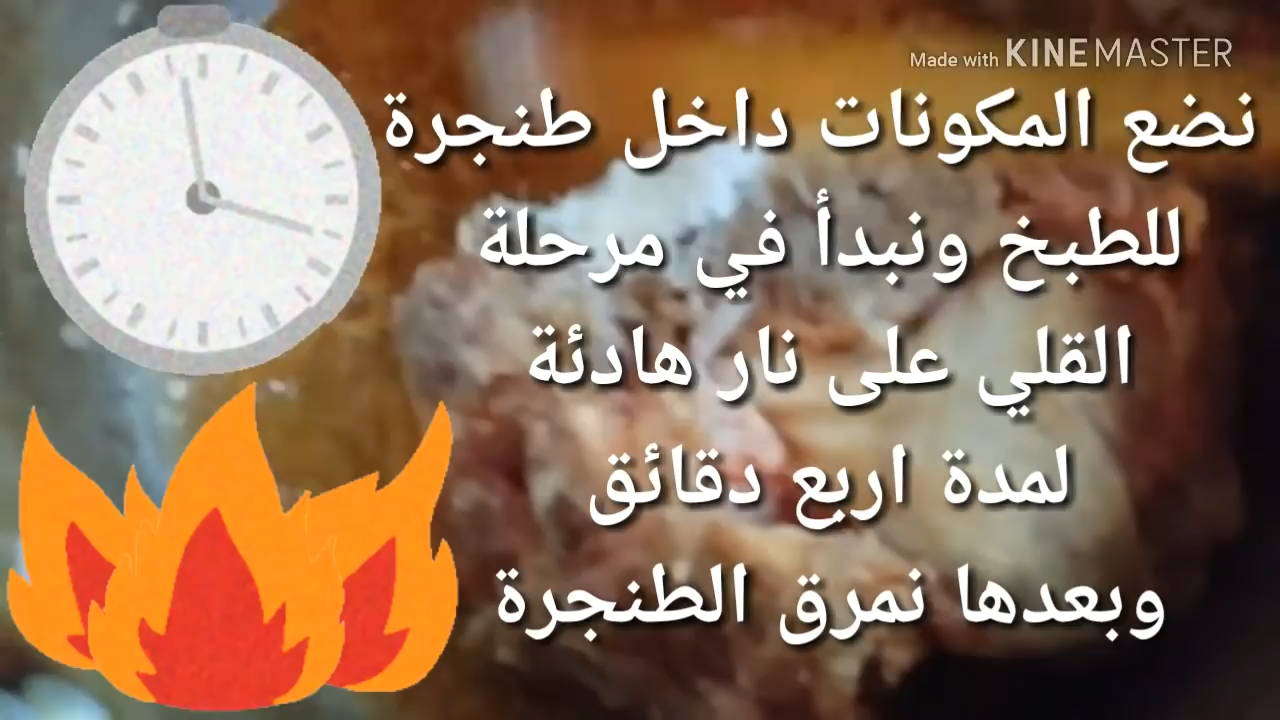 Made with KINEMASTER
نضع المكونات داخل طنجرة
للطبخ ونبدأ في مرحلة
القلي على نار هادئة
لمدة اربع دقائق
وبعدها نمرق الطنجرة